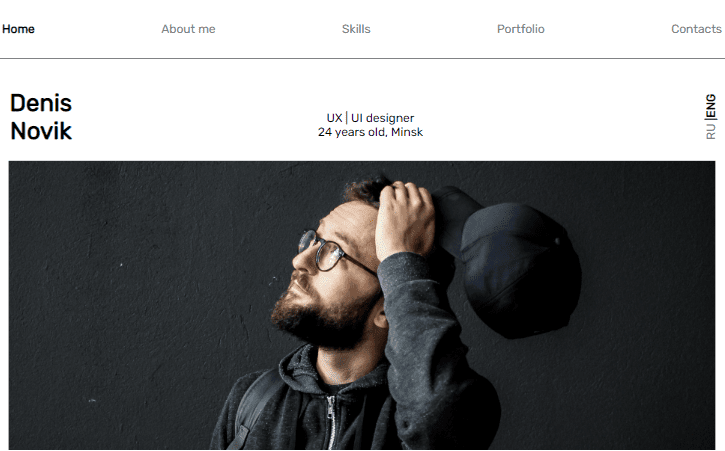 Home About me Skills Portfolio Contacts
Denis
Novik
UX | UI designer
24 years old, Minsk
RU |ENG